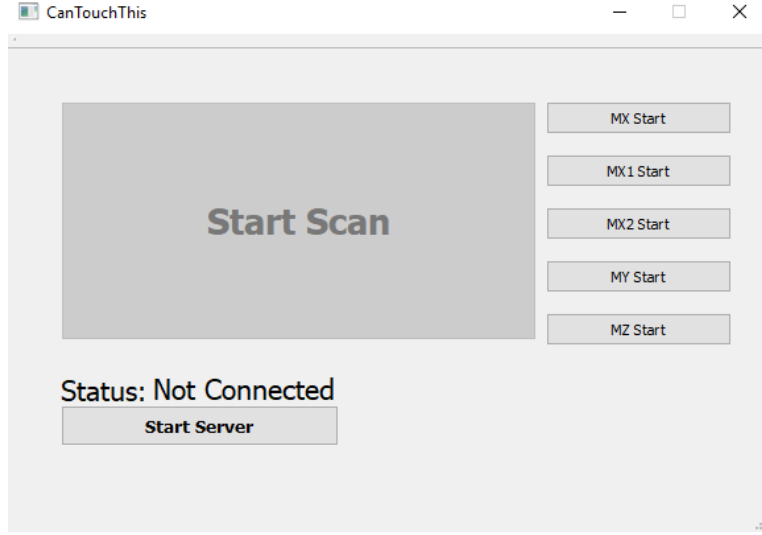 CanTouchThis
Start Scan
MX Start
MX1 Start
MX2 Start
MY Start
MZ Start
Status: Not Connected
Start Server